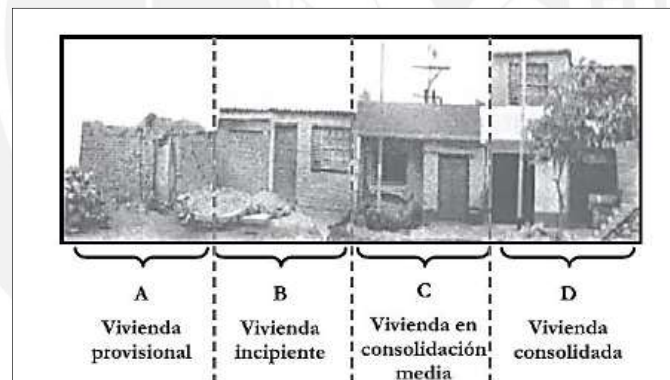 A
Vivienda
provisional
B
Vivienda
incipiente
C
Vivienda en
consolidación
media
D
Vivienda
consolidada